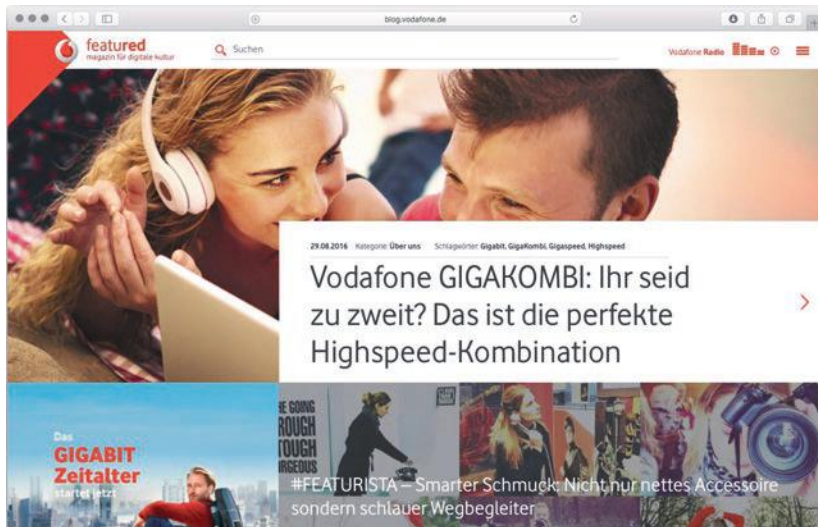 blog.vodafone.de
featured
magazin für digitale kultur
Suchen
Vodafone Radio
29.08.2016 Kategorie: Über uns Schlagwörter: Gigabit, GigaKombi, Gigaspeed, Highspeed
Vodafone GIGAKOMBI: Ihr seid
zu zweit? Das ist die perfekte
Highspeed-Kombination
Das
GIGABIT
Zeitalter
startet jetzt
HE GOING
ROUGH
TOUGH
ORGEOUS
#FEATURISTA – Smarter Schmuck: Nicht nur nettes Accessoire
sondern schlauer Wegbegleiter